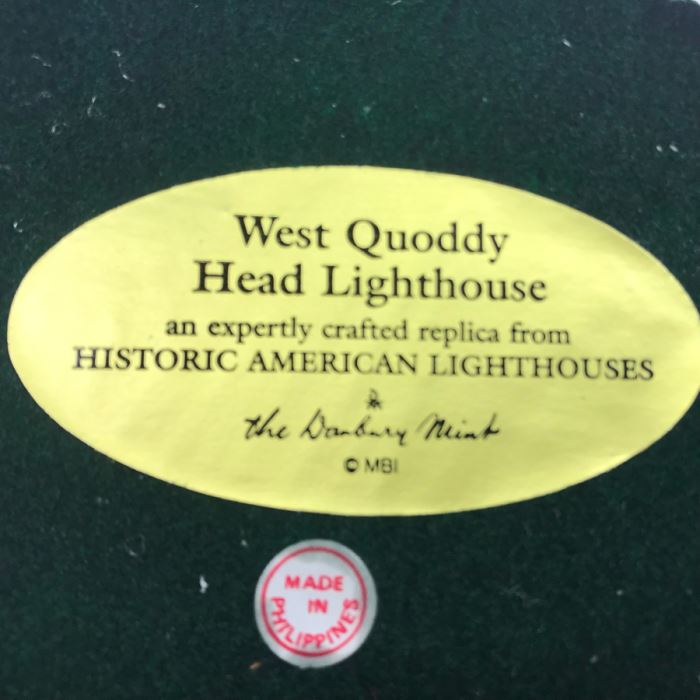 West Quoddy
Head Lighthouse
an expertly crafted replica from
HISTORIC AMERICAN LIGHTHOUSES
the Danbury Mint
© MBI
MADE
IN
PHILIPPINES